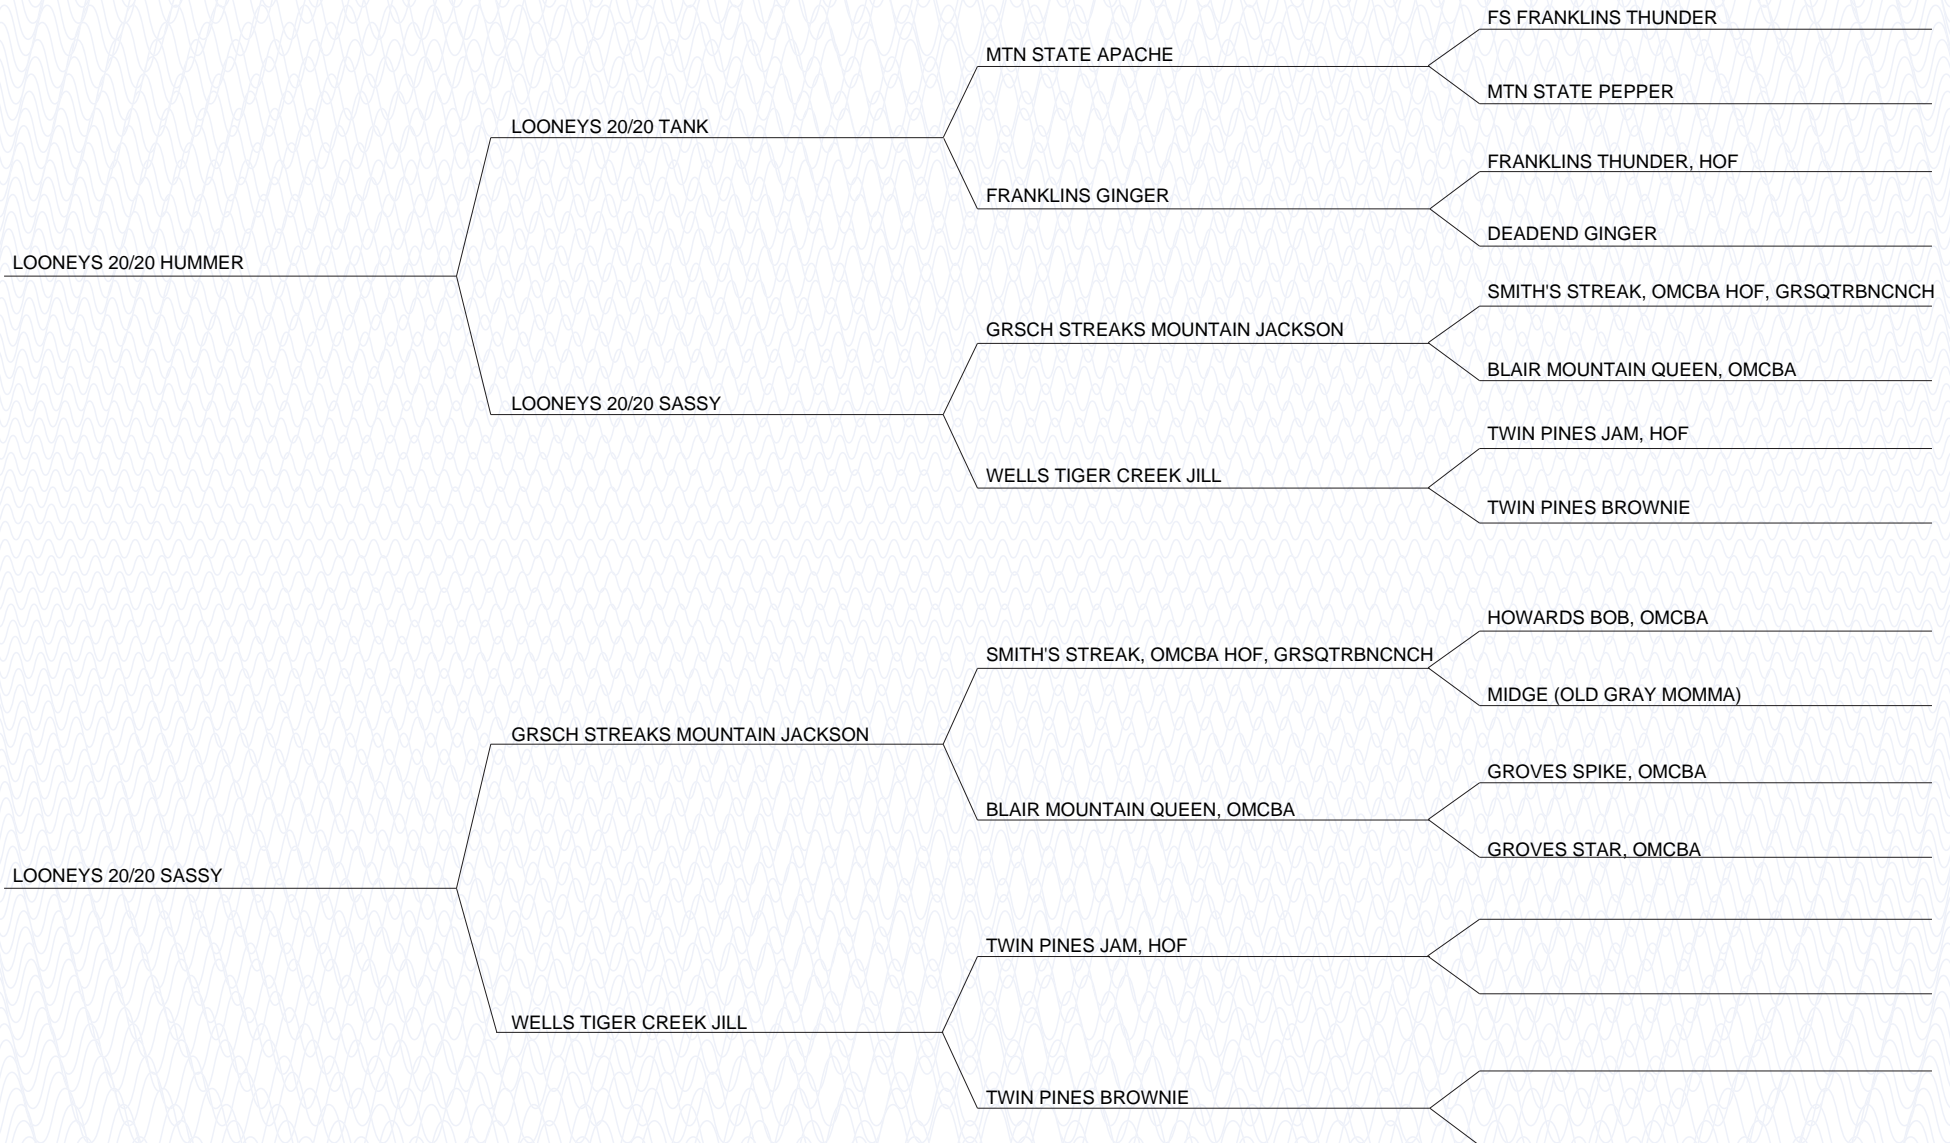 FS FRANKLINS THUNDER
MTN STATE APACHE
MTN STATE PEPPER
LOONEYS 20/20 TANK
FRANKLINS THUNDER, HOF
FRANKLINS GINGER
DEADEND GINGER
LOONEYS 20/20 HUMMER
SMITH'S STREAK, OMCBA HOF, GRSQTRBNCNCH
GRSCH STREAKS MOUNTAIN JACKSON
BLAIR MOUNTAIN QUEEN, OMCBA
LOONEYS 20/20 SASSY
TWIN PINES JAM, HOF
WELLS TIGER CREEK JILL
TWIN PINES BROWNIE
HOWARDS BOB, OMCBA
SMITH'S STREAK, OMCBA HOF, GRSQTRBNCNCH
MIDGE (OLD GRAY MOMMA)
GRSCH STREAKS MOUNTAIN JACKSON
GROVES SPIKE, OMCBA
BLAIR MOUNTAIN QUEEN, OMCBA
GROVES STAR, OMCBA
LOONEYS 20/20 SASSY
TWIN PINES JAM, HOF
WELLS TIGER CREEK JILL
TWIN PINES BROWNIE